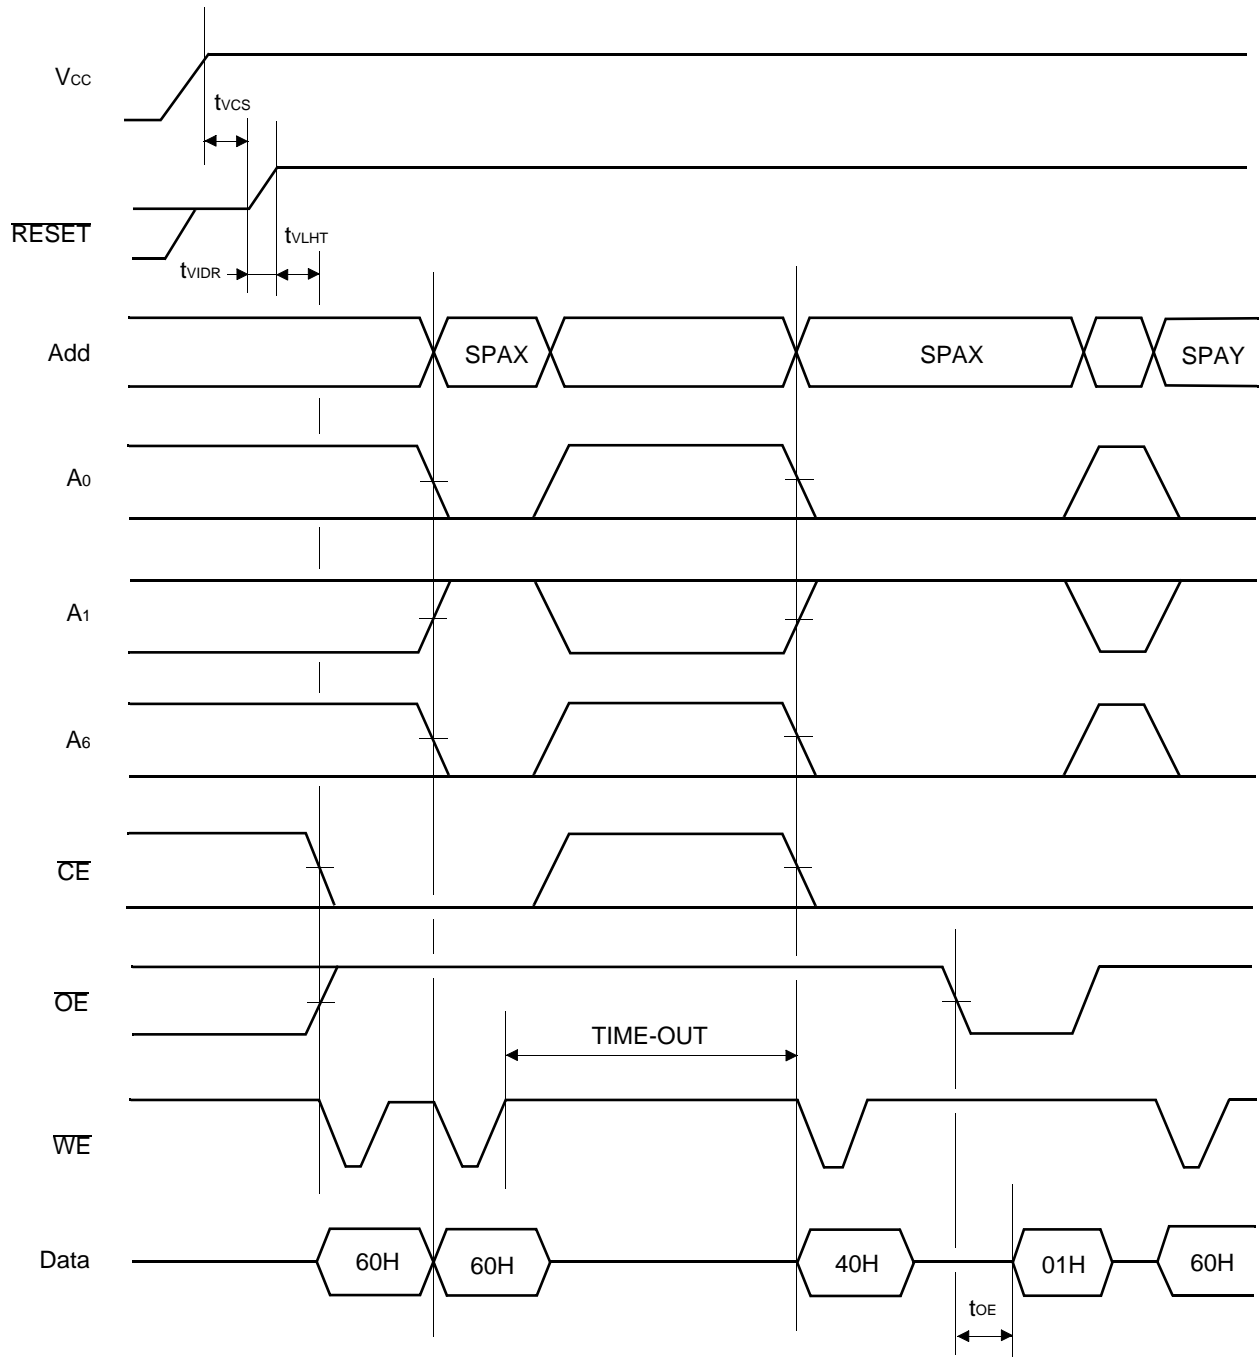 VCC
tVCS
RESET
tVLHT
tVIDR
Add
SPAX
SPAX
SPAY
A0
A1
A6
CE
OE
TIME-OUT
WE
Data
60H
60H
40H
01H
60H
tOE